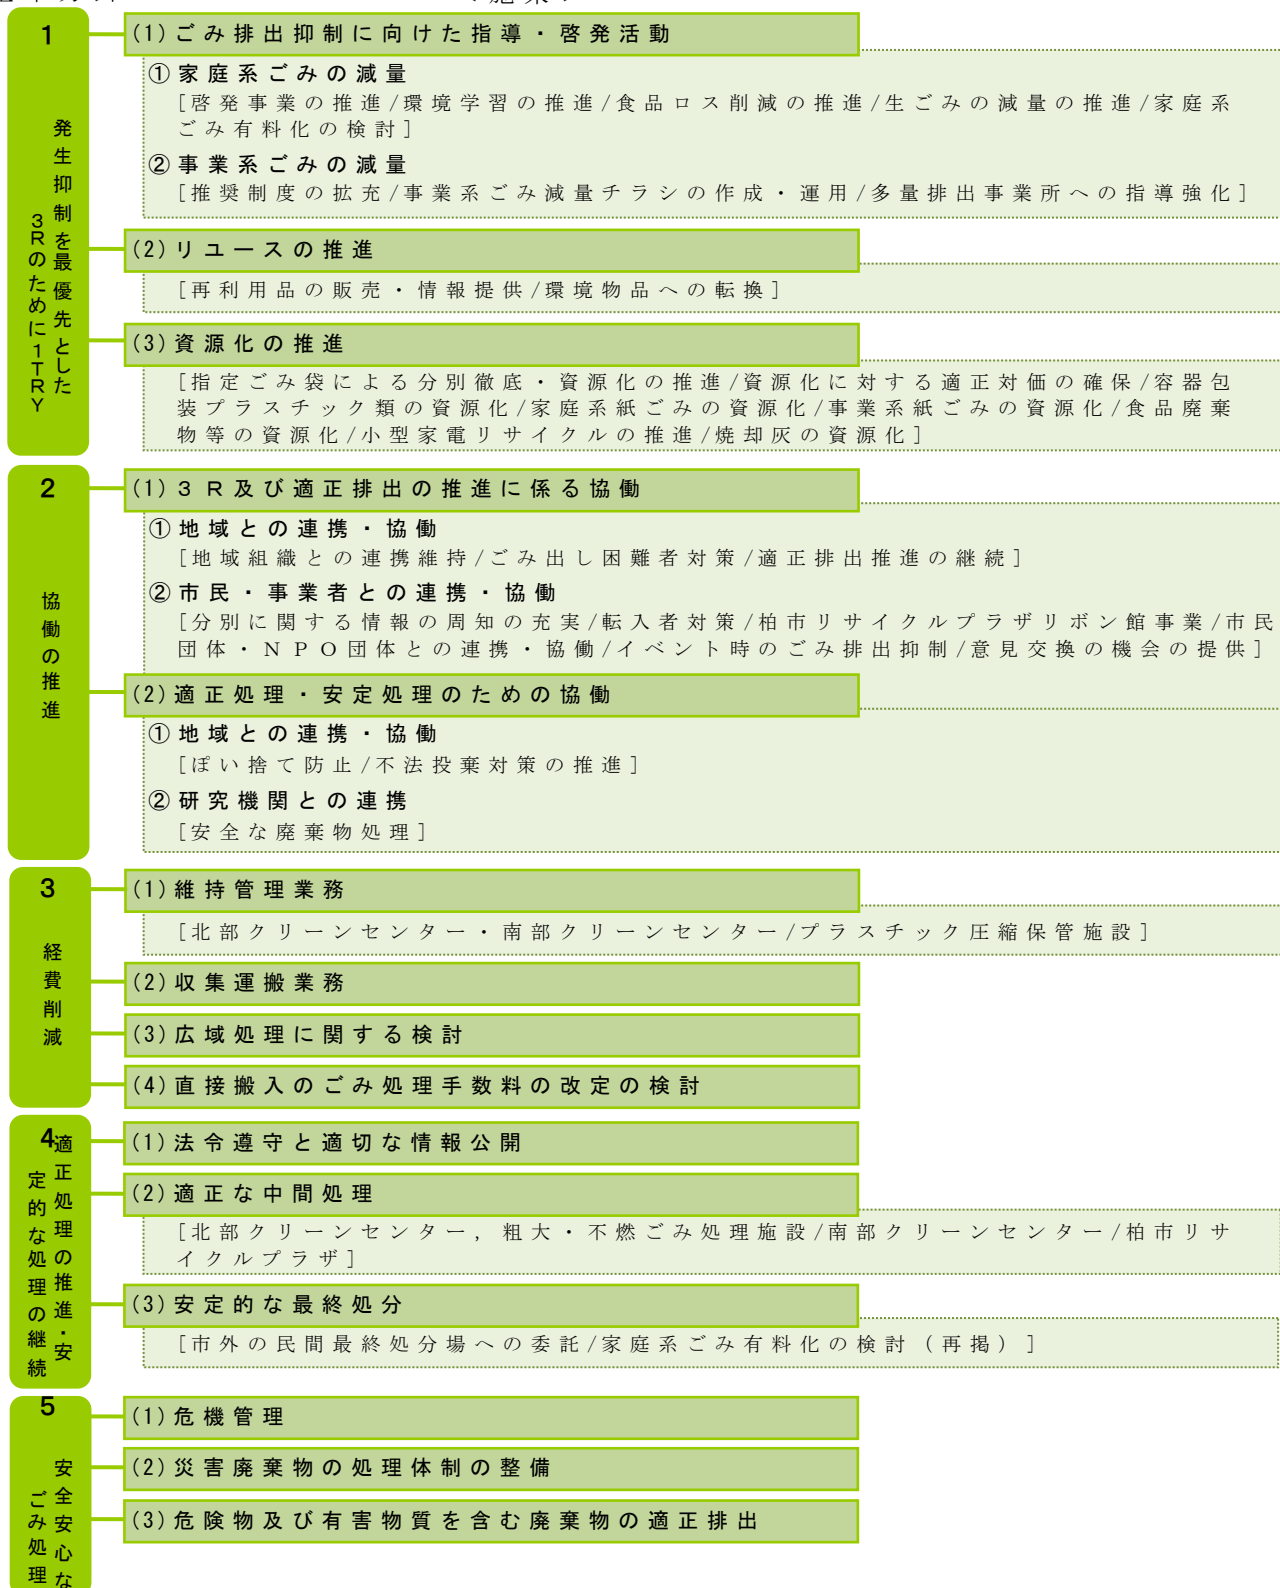 1
発生抑制を最優先とした
3Rのために1TRY
(1)ごみ排出抑制に向けた指導・啓発活動
①家庭系ごみの減量
[啓発事業の推進/環境学習の推進/食品ロス削減の推進/生ごみの減量の推進/家庭系
ごみ有料化の検討]
②事業系ごみの減量
[推奨制度の拡充/事業系ごみ減量チラシの作成・運用/多量排出事業所への指導強化]
(2)リユースの推進
[再利用品の販売・情報提供/環境物品への転換]
(3)資源化の推進
[指定ごみ袋による分別徹底・資源化の推進/資源化に対する適正対価の確保/容器包
装プラスチック類の資源化/家庭系紙ごみの資源化/事業系紙ごみの資源化/食品廃棄
物等の資源化/小型家電リサイクルの推進/焼却灰の資源化]
2
協働の推進
(1)3R及び適正排出の推進に係る協働
①地域との連携・協働
[地域組織との連携維持/ごみ出し困難者対策/適正排出推進の継続]
②市民・事業者との連携・協働
[分別に関する情報の周知の充実/転入者対策/柏市リサイクルプラザリボン館事業/市民
団体・NPO団体との連携・協働/イベント時のごみ排出抑制/意見交換の機会の提供]
(2)適正処理・安定処理のための協働
①地域との連携・協働
[ぽい捨て防止/不法投棄対策の推進]
②研究機関との連携
[安全な廃棄物処理]
3
経費削減
(1)維持管理業務
[北部クリーンセンター・南部クリーンセンター/プラスチック圧縮保管施設]
(2)収集運搬業務
(3)広域処理に関する検討
(4)直接搬入のごみ処理手数料の改定の検討
4
適正処理の推進・安
定的な処理の継続
(1)法令遵守と適切な情報公開
(2)適正な中間処理
[北部クリーンセンター,粗大・不燃ごみ処理施設/南部クリーンセンター/柏市リサ
イクルプラザ]
(3)安定的な最終処分
[市外の民間最終処分場への委託/家庭系ごみ有料化の検討(再掲)]
5
安全安心な
ごみ処理
(1)危機管理
(2)災害廃棄物の処理体制の整備
(3)危険物及び有害物質を含む廃棄物の適正排出